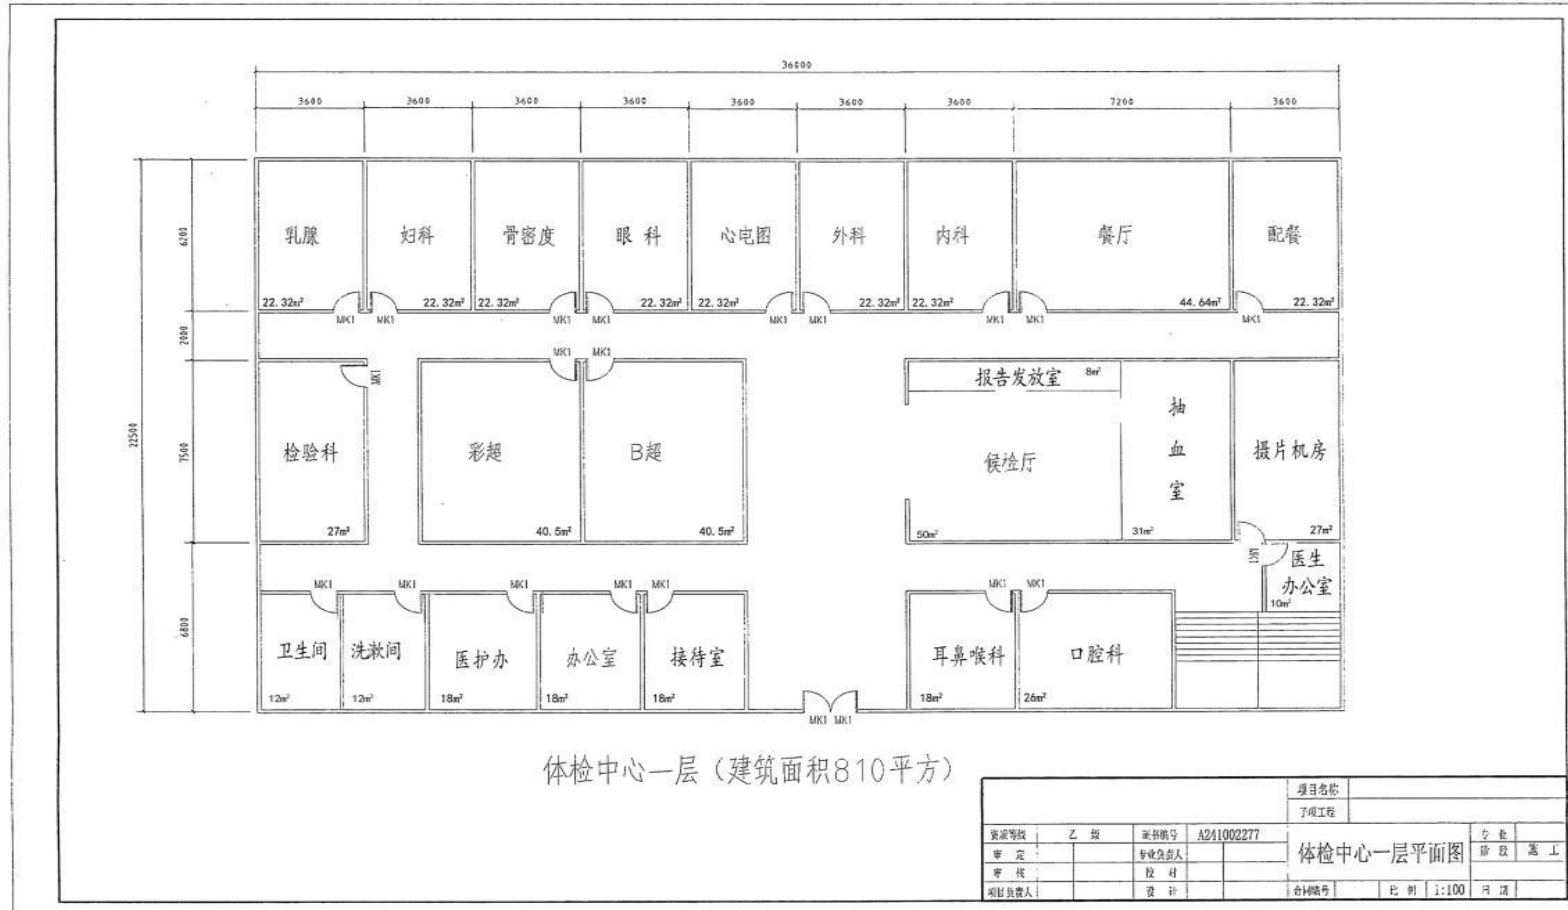 36000
3600 3600 3600 3600 3600 3600 3600 7200 3600
22500
6200
2000
7500
6800
乳腺 妇科 骨密度 眼 科 心电图 外科 内科 餐厅 配餐
22.32m² 22.32m² 22.32m² 22.32m² 22.32m² 22.32m² 22.32m² 44.64m² 22.32m²
MK1 MK1 MK1 MK1 MK1 MK1 MK1 MK1 MK1
MK1 MK1
MK1
报告发放室 8m²
检验科 彩超 B超 候检厅 抽血室 摄片机房
27m² 40.5m² 40.5m² 50m² 31m² 27m²
MK1
医生
办公室
10m²
MK1 MK1 MK1 MK1 MK1 MK1 MK1
卫生间 洗漱间 医护办 办公室 接待室 耳鼻喉科 口腔科
12m² 12m² 18m² 18m² 18m² 18m² 26m²
MK1 MK1
体检中心一层（建筑面积810平方）
项目名称
子项工程
资质等级 乙 级 证书编号 A241002277 专 业
审 定 专业负责人 体检中心一层平面图 阶 段 施 工
审 核 校 对
项目负责人 设 计 合同编号 比 例 1:100 日 期